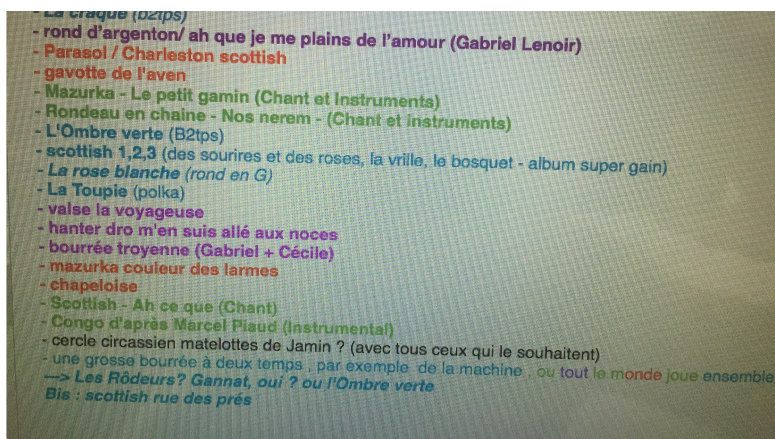 - La craque (b2tps)
- rond d'argenton/ ah que je me plains de l'amour (Gabriel Lenoir)
- Parasol / Charleston scottish
- gavotte de l'aven
- Mazurka - Le petit gamin (Chant et Instruments)
- Rondeau en chaine - Nos nerem - (Chant et instruments)
- L'Ombre verte (B2tps)
- scottish 1,2,3 (des sourires et des roses, la vrille, le bosquet - album super gain)
- La rose blanche (rond en G)
- La Toupie (polka)
- valse la voyageuse
- hanter dro m'en suis allé aux noces
- bourrée troyenne (Gabriel + Cécile)
- mazurka couleur des larmes
- chapeloise
- Scottish - Ah ce que (Chant)
- Congo d'après Marcel Piaud (Instrumental)
- cercle circassien matelottes de Jamin ? (avec tous ceux qui le souhaitent)
- une grosse bourrée à deux temps , par exemple de la machine , ou tout le monde joue ensemble
—> Les Rôdeurs? Gannat, oui ? ou l'Ombre verte
Bis : scottish rue des prés